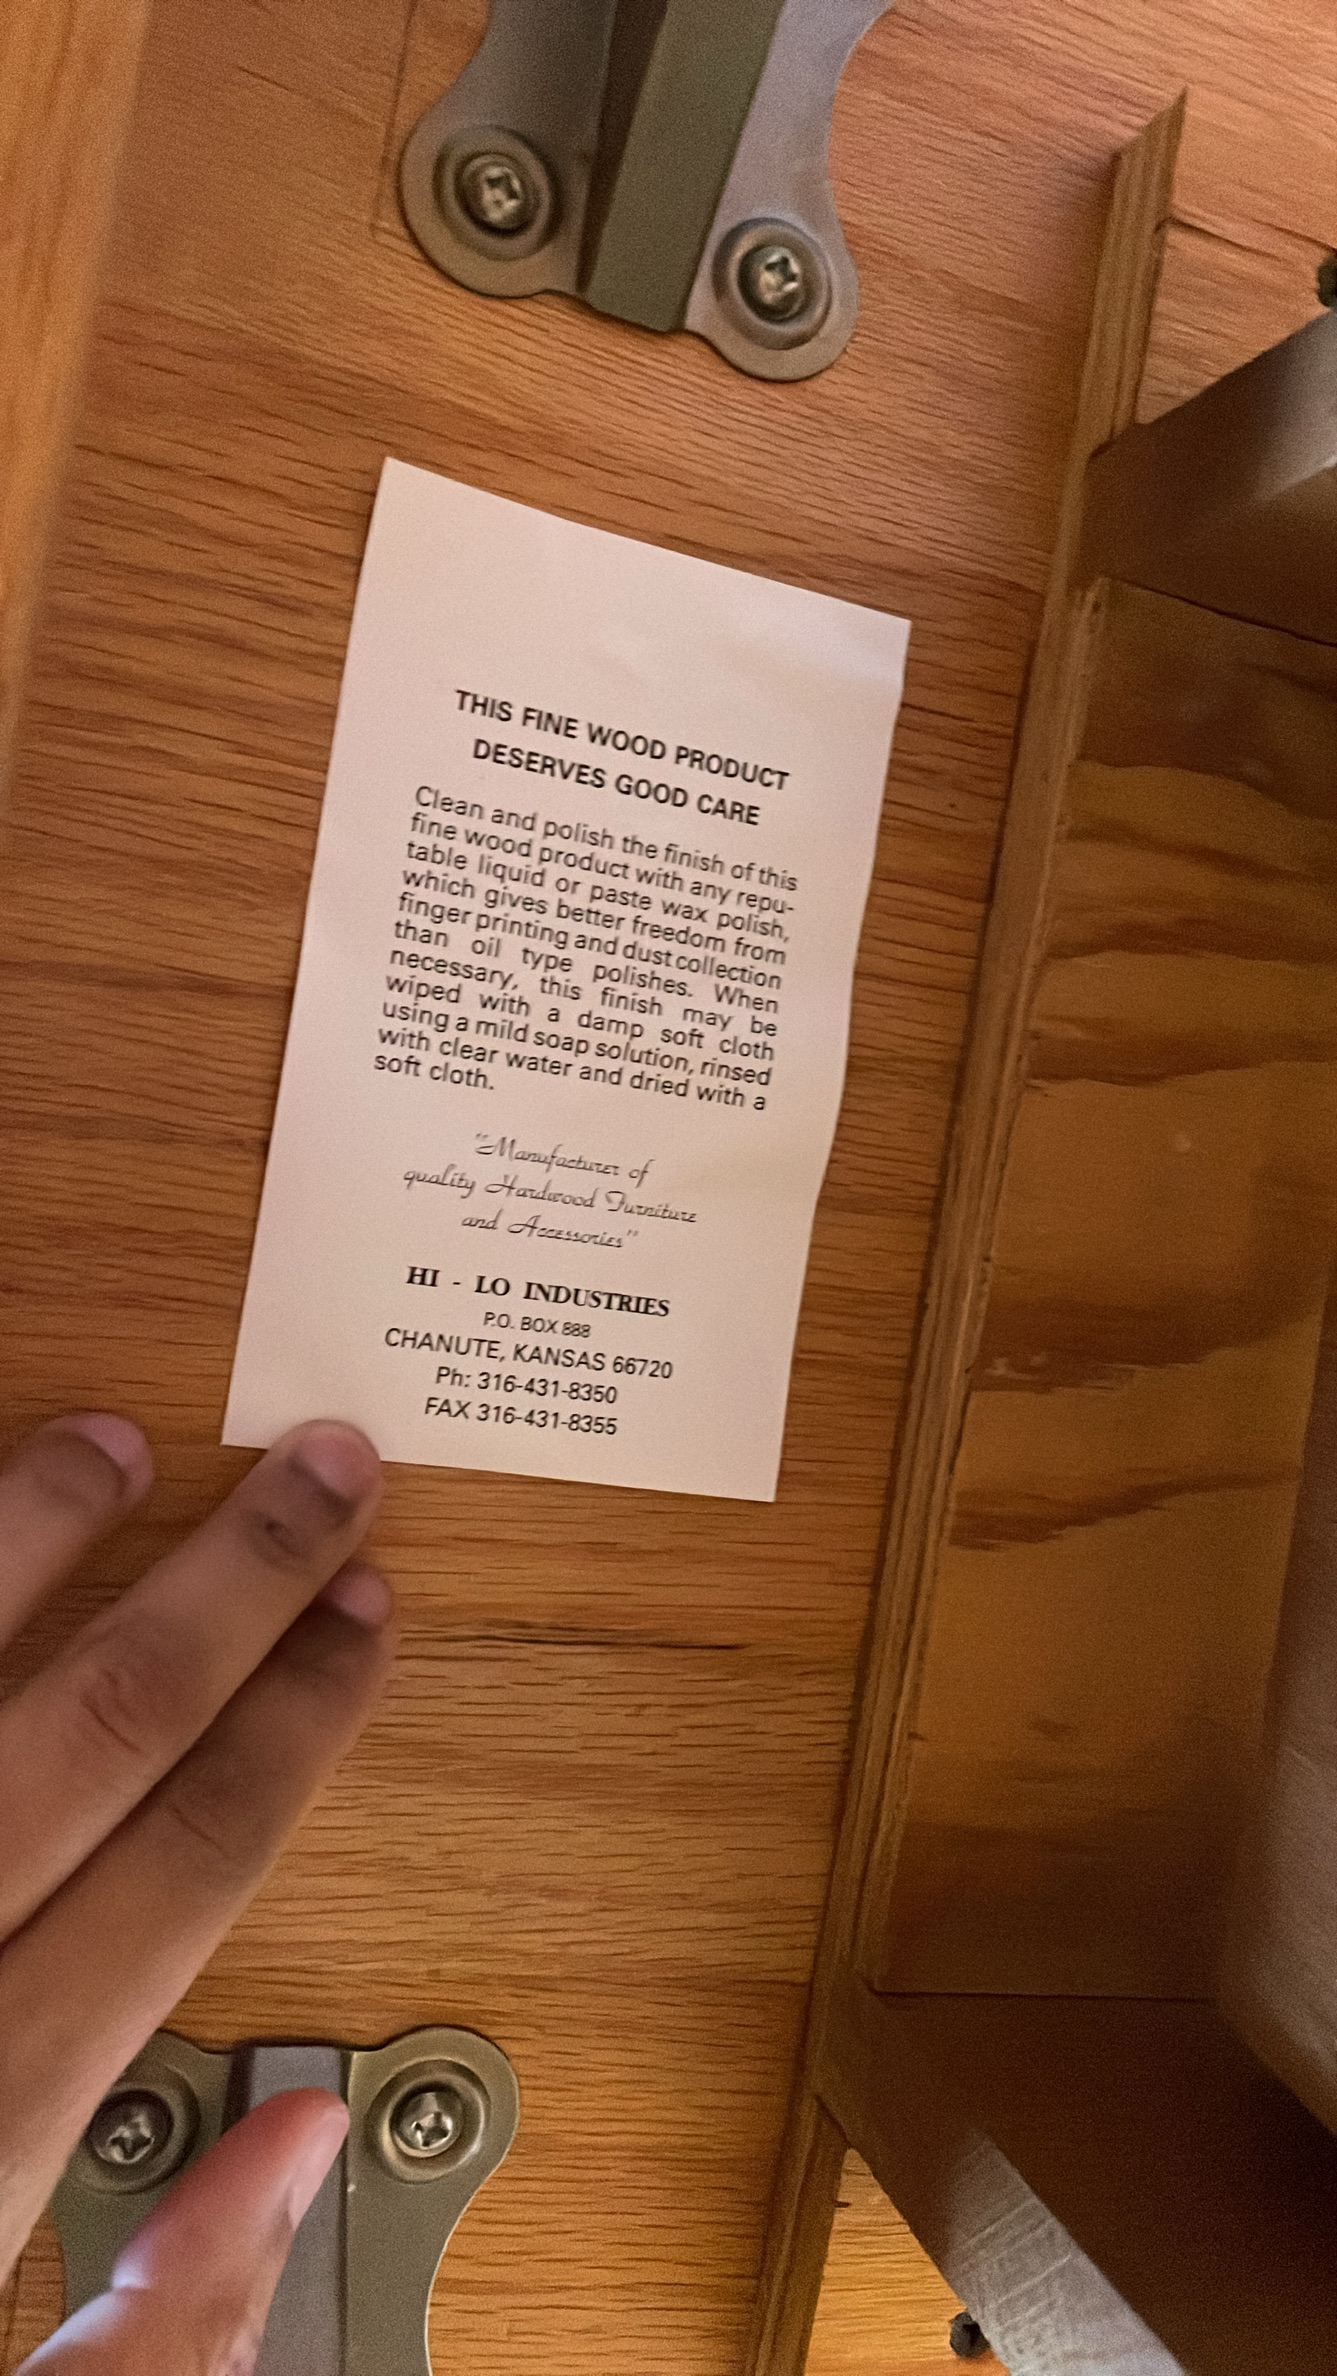 THIS FINE WOOD PRODUCT
DESERVES GOOD CARE
Clean and polish the finish of this
fine wood product with any repu-
table liquid or paste wax polish,
which gives better freedom from
finger printing and dust collection
than oil type polishes. When
necessary, this finish may be
wiped with a damp soft cloth
using a mild soap solution, rinsed
with clear water and dried with a
soft cloth.
"Manufacturer of
quality Hardwood Furniture
and Accessories"
HI - LO INDUSTRIES
P.O. BOX 888
CHANUTE, KANSAS 66720
Ph: 316-431-8350
FAX 316-431-8355